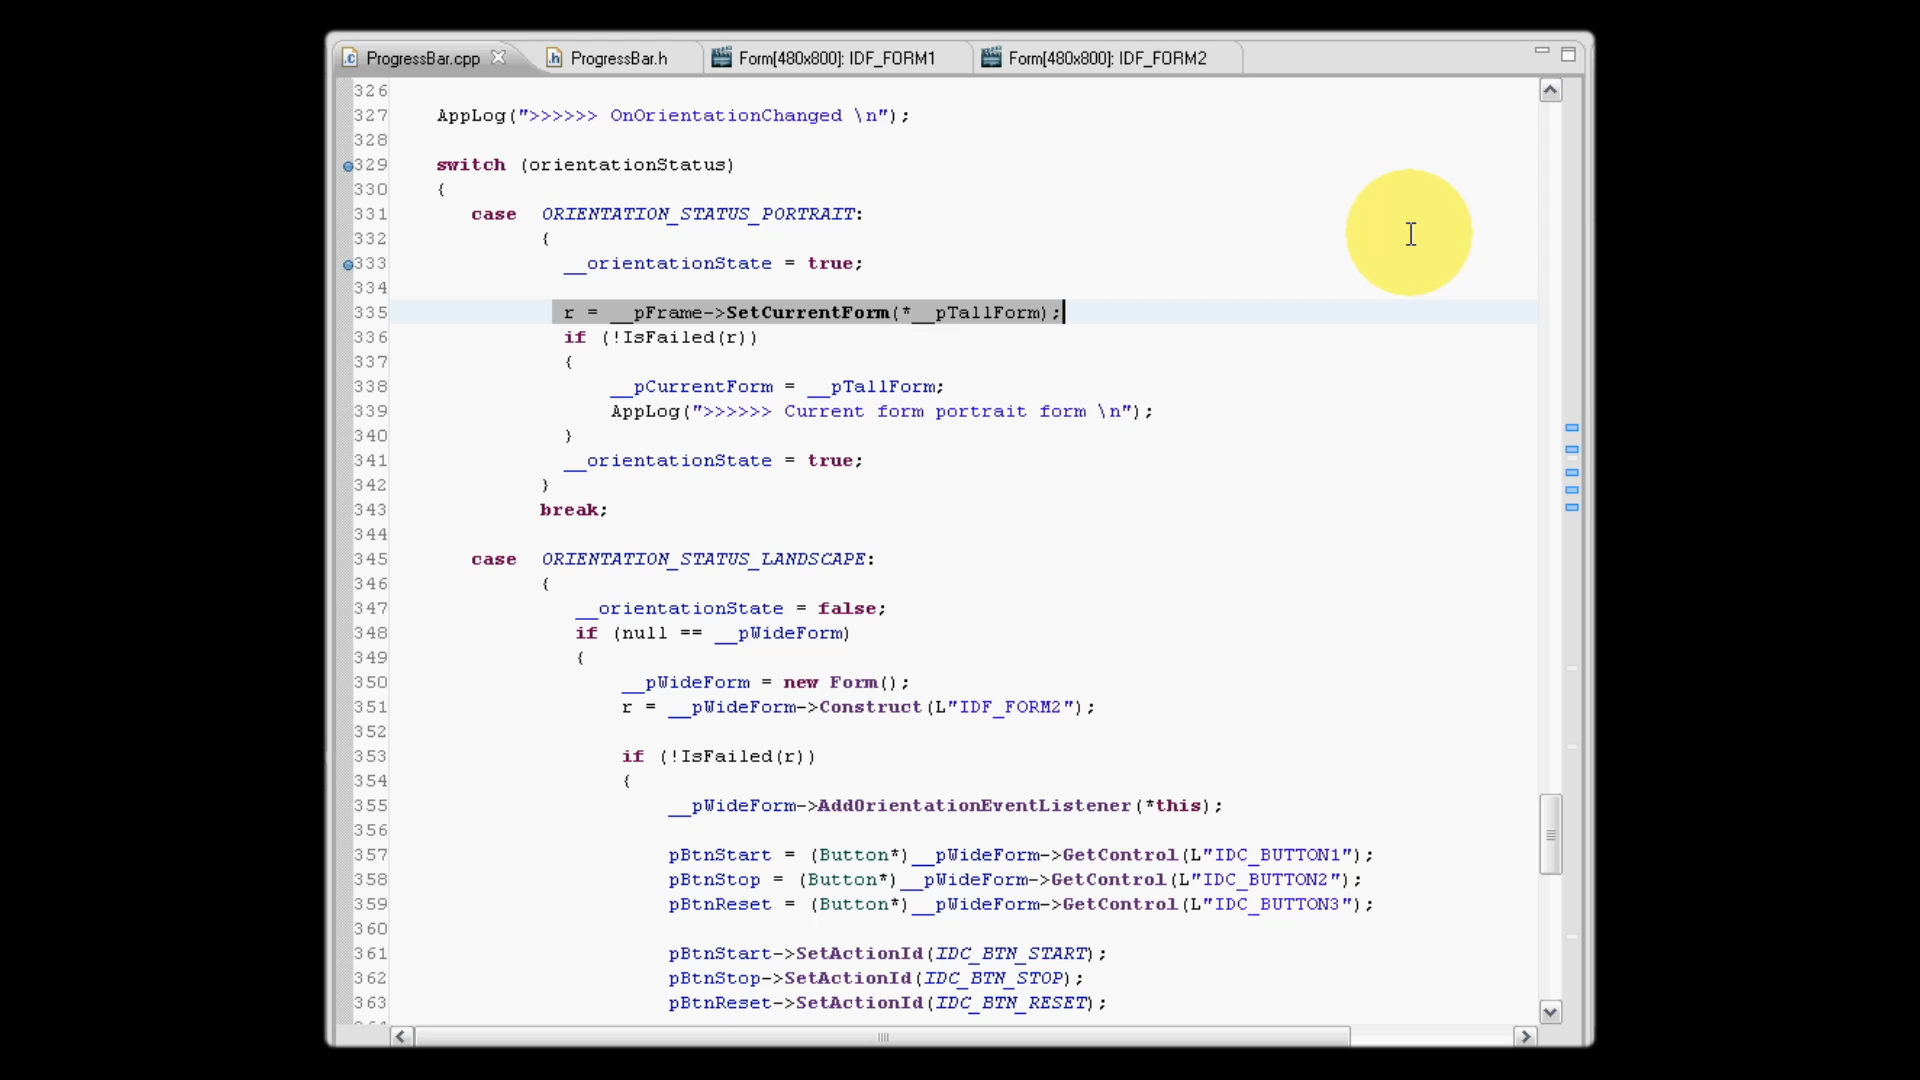 ProgressBar.cpp ProgressBar.h Form[480x800]: IDF_FORM1 Form[480x800]: IDF_FORM2
326
327 AppLog(">>>>>> OnOrientationChanged \n");
328
329 switch (orientationStatus)
330 {
331 case ORIENTATION_STATUS_PORTRAIT:
332 {
333 __orientationState = true;
334
335 r = __pFrame->SetCurrentForm(*__pTallForm);
336 if (!IsFailed(r))
337 {
338 __pCurrentForm = __pTallForm;
339 AppLog(">>>>>> Current form portrait form \n");
340 }
341 __orientationState = true;
342 }
343 break;
344
345 case ORIENTATION_STATUS_LANDSCAPE:
346 {
347 __orientationState = false;
348 if (null == __pWideForm)
349 {
350 __pWideForm = new Form();
351 r = __pWideForm->Construct(L"IDF_FORM2");
352
353 if (!IsFailed(r))
354 {
355 __pWideForm->AddOrientationEventListener(*this);
356
357 pBtnStart = (Button*)__pWideForm->GetControl(L"IDC_BUTTON1");
358 pBtnStop = (Button*)__pWideForm->GetControl(L"IDC_BUTTON2");
359 pBtnReset = (Button*)__pWideForm->GetControl(L"IDC_BUTTON3");
360
361 pBtnStart->SetActionId(IDC_BTN_START);
362 pBtnStop->SetActionId(IDC_BTN_STOP);
363 pBtnReset->SetActionId(IDC_BTN_RESET);